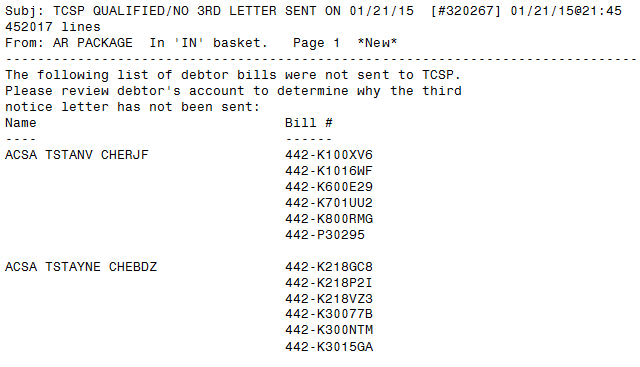 Subj: TCSP QUALIFIED/NO 3RD LETTER SENT ON 01/21/15  [#320267] 01/21/15@21:45
452017 lines
From: AR PACKAGE  In 'IN' basket.   Page 1  *New*
-------------------------------------------------------------------------------
The following list of debtor bills were not sent to TCSP.
Please review debtor's account to determine why the third
notice letter has not been sent:
Name                               Bill #
----                               ------
ACSA TSTANV CHERJF                 442-K100XV6
                                   442-K1016WF
                                   442-K600E29
                                   442-K701UU2
                                   442-K800RMG
                                   442-P30295
ACSA TSTAYNE CHEBDZ                442-K218GC8
                                   442-K218P2I
                                   442-K218VZ3
                                   442-K30077B
                                   442-K300NTM
                                   442-K3015GA